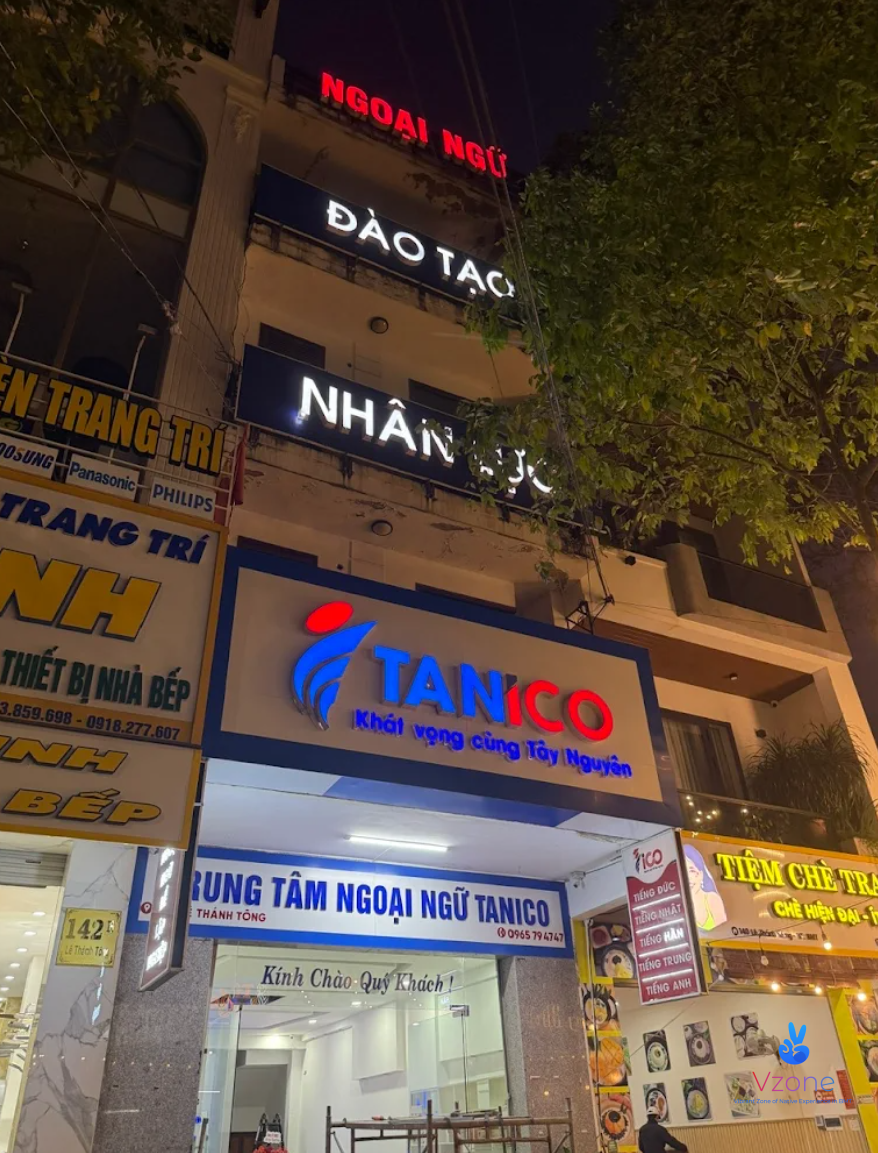 NGOẠI NGỮ
ĐÀO TẠO
NHÂN
TRANG TRÍ
Panasonic
PHILIPS
TRANG TRÍ
NH
THIẾT BỊ NHÀ BẾP
3.859.698 - 0918.277.607
BẾP
TANICO
Khát vọng cùng Tây Nguyên
RUNG TÂM NGOẠI NGỮ TANICO
THÁNH TÔNG
0965 79 47 47
Kính Chào Quý Khách !
142
Lê Thánh
ICO
TIẾNG ĐỨC
TIẾNG NHẬT
TIẾNG HÀN
TIẾNG TRUNG
TIẾNG ANH
TIỆM CHÈ TRA
CHÈ HIỆN ĐẠI -
Vzone